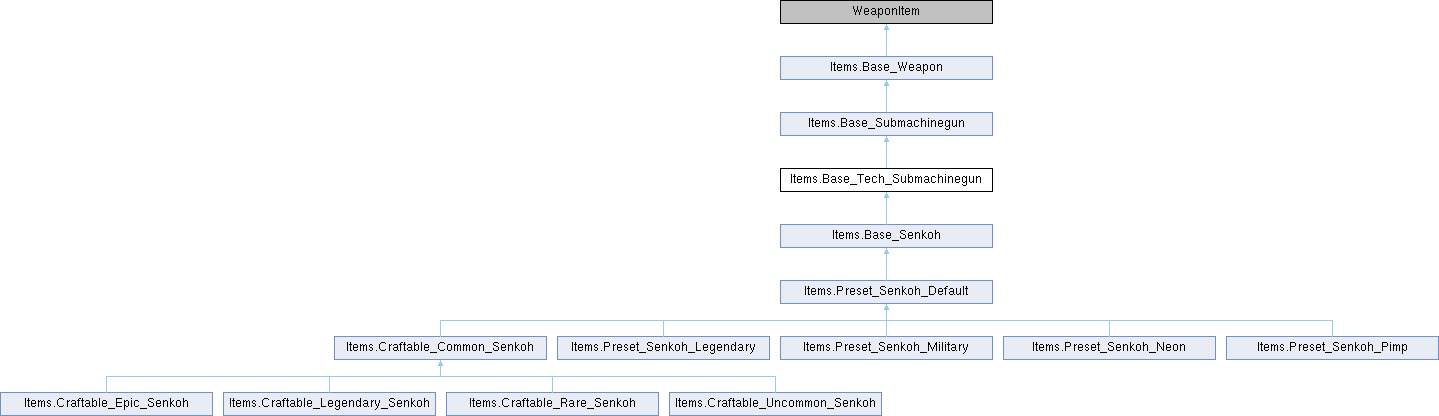 WeaponItem
Items.Base_Weapon
Items.Base_Submachinegun
Items.Base_Tech_Submachinegun
Items.Base_Senkoh
Items.Preset_Senkoh_Default
Items.Craftable_Common_Senkoh
Items.Preset_Senkoh_Legendary
Items.Preset_Senkoh_Military
Items.Preset_Senkoh_Neon
Items.Preset_Senkoh_Pimp
Items.Craftable_Epic_Senkoh
Items.Craftable_Legendary_Senkoh
Items.Craftable_Rare_Senkoh
Items.Craftable_Uncommon_Senkoh